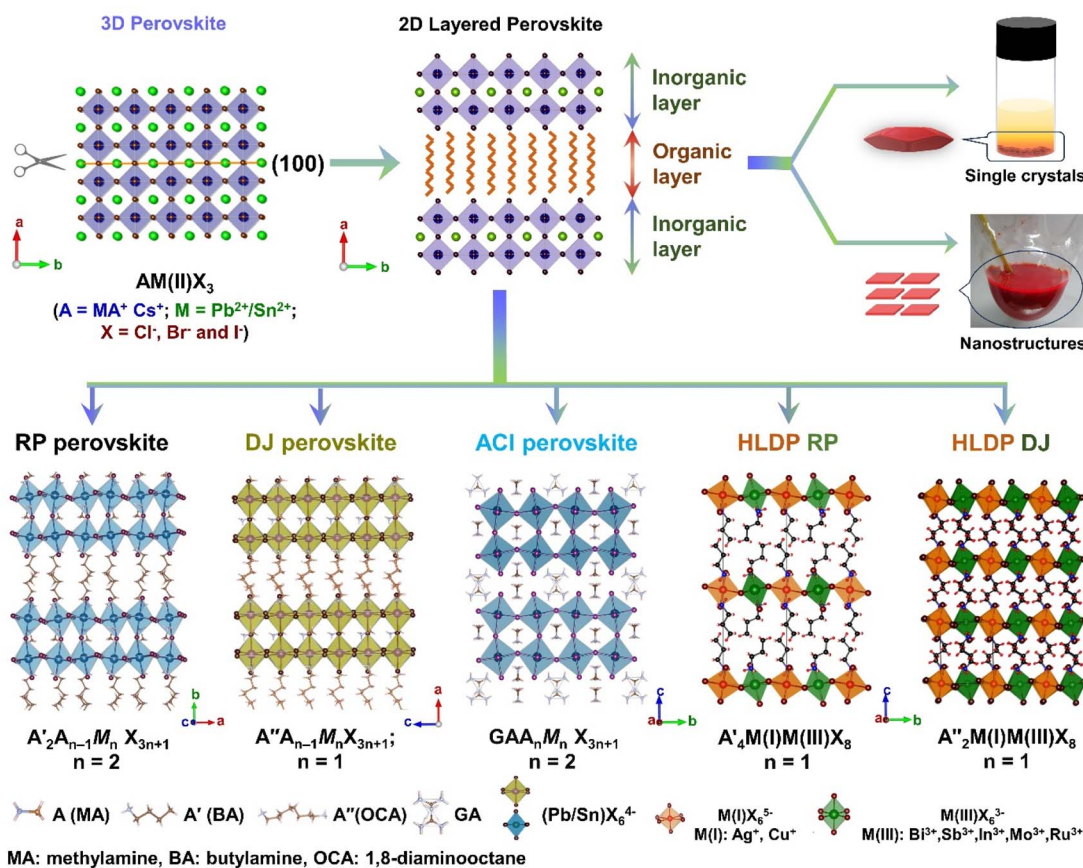 3D Perovskite
2D Layered Perovskite
(100)
a
b
a
b
Inorganic
layer
Organic
layer
Inorganic
layer
Single crystals
Nanostructures
AM(II)X₃
(A = MA⁺ Cs⁺; M = Pb²⁺/Sn²⁺;
X = Cl⁻, Br⁻ and I⁻)
RP perovskite
DJ perovskite
ACI perovskite
HLDP RP
HLDP DJ
b
c
a
a
c
c
a
b
c
a
b
A'₂Aₙ₋₁Mₙ X₃ₙ₊₁
n = 2
A''Aₙ₋₁MₙX₃ₙ₊₁;
n = 1
GAAₙMₙ X₃ₙ₊₁
n = 2
A'₄M(I)M(III)X₈
n = 1
A''₂M(I)M(III)X₈
n = 1
A (MA)
A' (BA)
A''(OCA)
GA
(Pb/Sn)X₆⁴⁻
M(I)X₆⁵⁻
M(I): Ag⁺, Cu⁺
M(III)X₆³⁻
M(III): Bi³⁺,Sb³⁺,In³⁺,Mo³⁺,Ru³⁺
MA: methylamine, BA: butylamine, OCA: 1,8-diaminooctane